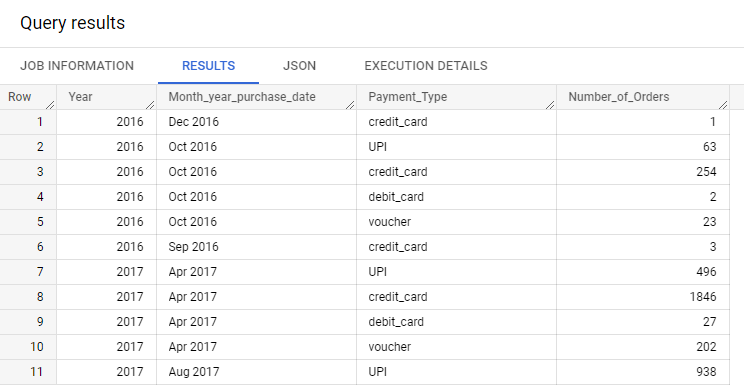 Query results
JOB INFORMATION RESULTS JSON EXECUTION DETAILS
Row Year Month_year_purchase_date Payment_Type Number_of_Orders
1 2016 Dec 2016 credit_card 1
2 2016 Oct 2016 UPI 63
3 2016 Oct 2016 credit_card 254
4 2016 Oct 2016 debit_card 2
5 2016 Oct 2016 voucher 23
6 2016 Sep 2016 credit_card 3
7 2017 Apr 2017 UPI 496
8 2017 Apr 2017 credit_card 1846
9 2017 Apr 2017 debit_card 27
10 2017 Apr 2017 voucher 202
11 2017 Aug 2017 UPI 938